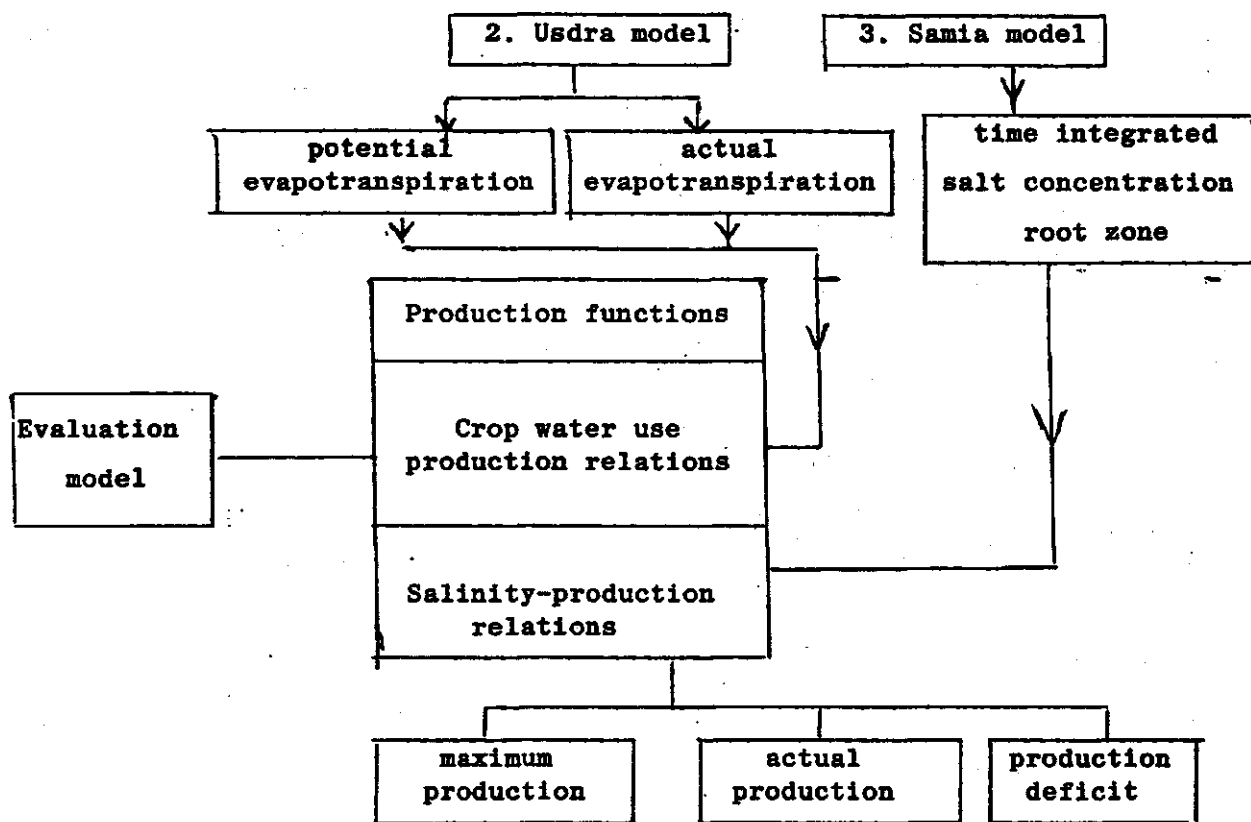 2. Usdra model
3. Samia model
potential
evapotranspiration
actual
evapotranspiration
time integrated
salt concentration
root zone
Production functions
Evaluation
model
Crop water use
production relations
Salinity-production
relations
maximum
production
actual
production
production
deficit